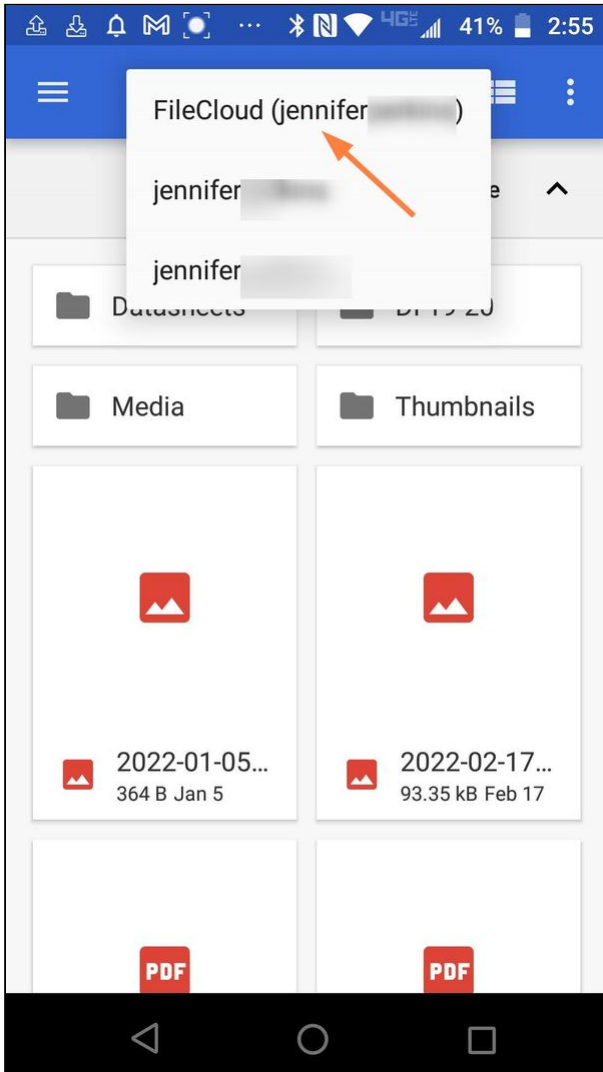 41% 2:55
FileCloud (jennifer )
jennifer
e
jennifer
Datasheets
Media Thumbnails
2022-01-05... 2022-02-17...
364 B Jan 5 93.35 kB Feb 17
PDF PDF